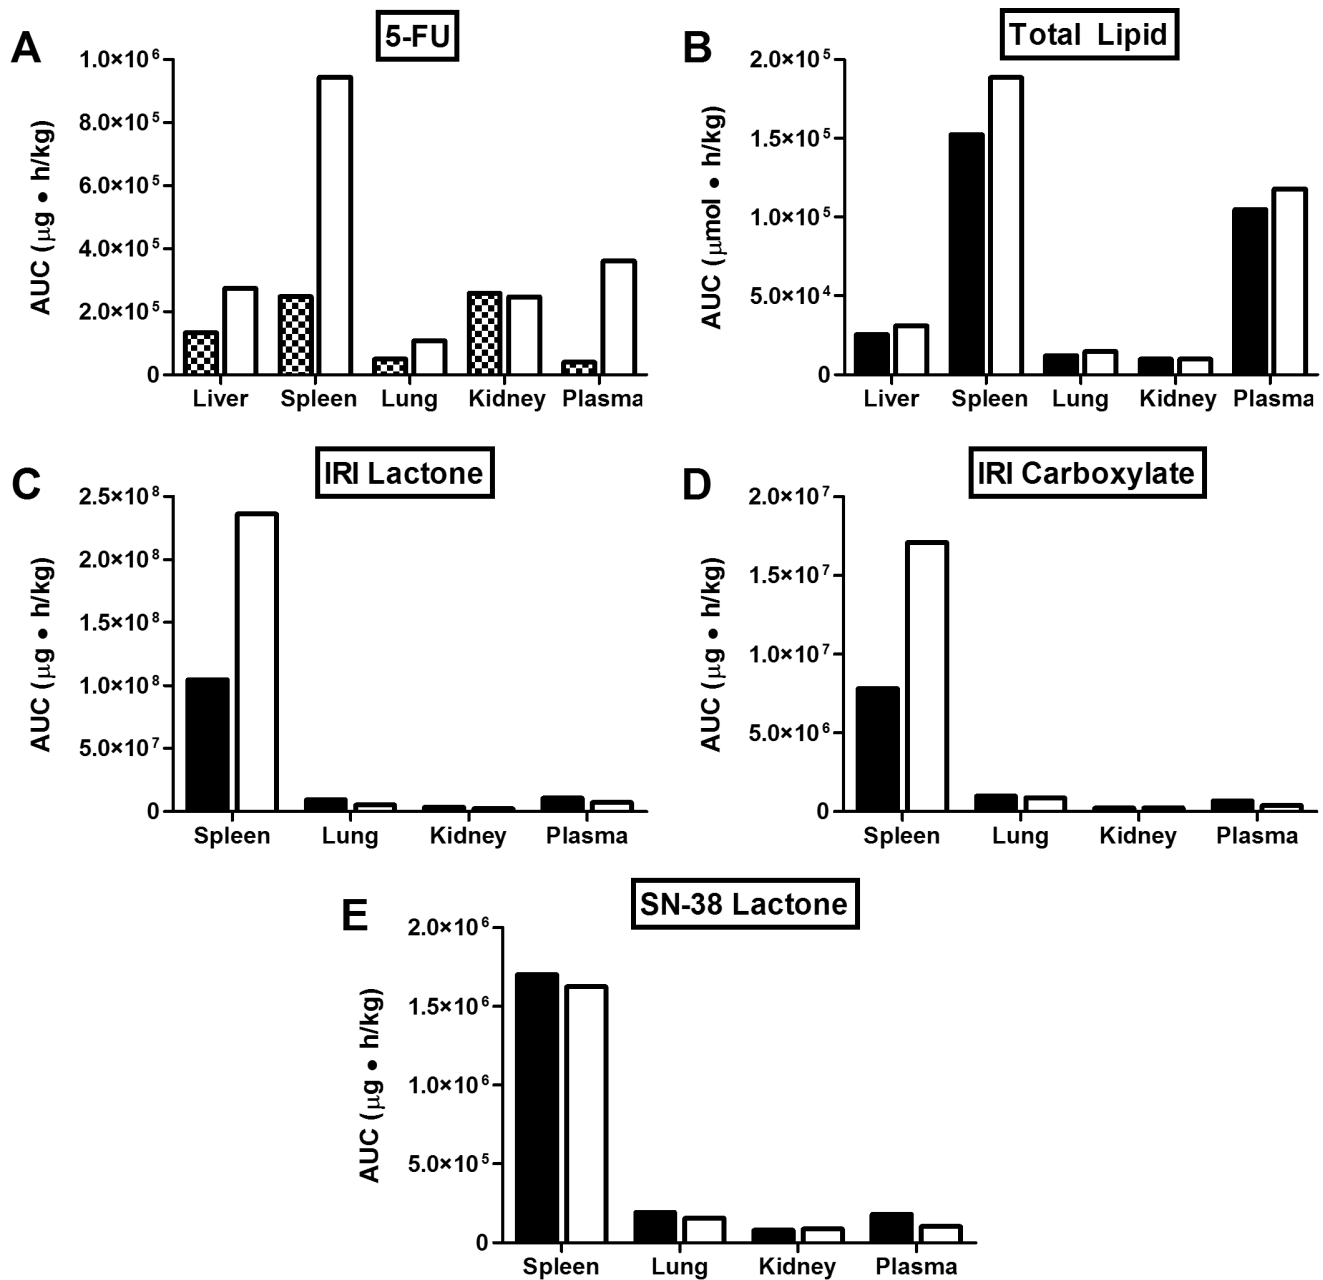 A
5-FU
AUC (μg ● h/kg)
1.0×10⁶
8.0×10⁵
6.0×10⁵
4.0×10⁵
2.0×10⁵
0
Liver Spleen Lung Kidney Plasma
B
Total Lipid
AUC (μmol ● h/kg)
2.0×10⁵
1.5×10⁵
1.0×10⁵
5.0×10⁴
0
Liver Spleen Lung Kidney Plasma
C
IRI Lactone
AUC (μg ● h/kg)
2.5×10⁸
2.0×10⁸
1.5×10⁸
1.0×10⁸
5.0×10⁷
0
Spleen Lung Kidney Plasma
D
IRI Carboxylate
AUC (μg ● h/kg)
2.0×10⁷
1.5×10⁷
1.0×10⁷
5.0×10⁶
0
Spleen Lung Kidney Plasma
E
SN-38 Lactone
AUC (μg ● h/kg)
2.0×10⁶
1.5×10⁶
1.0×10⁶
5.0×10⁵
0
Spleen Lung Kidney Plasma